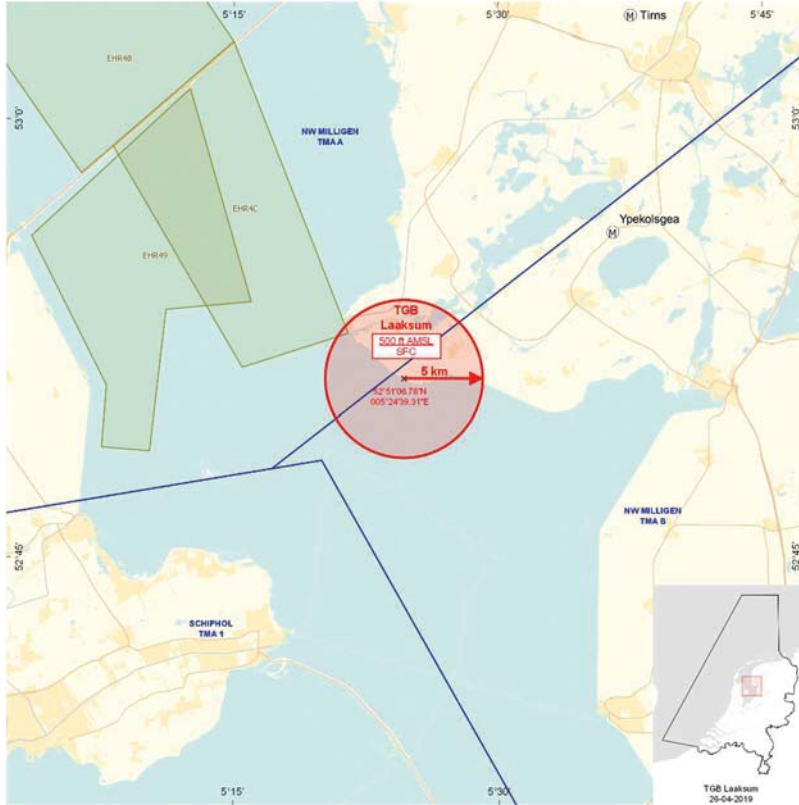 5°15'
5°30'
5°45'
Ⓜ Tirns
EHR4B
53°0'
53°0'
NW MILLIGEN
TMA A
EHR4C
Ypekolsgea
Ⓜ
EHR49
TGB
Laaksum
500 ft AMSL
SFC
5 km
52°51'06.78"N
005°24'39.31"E
NW MILLIGEN
TMA B
52°45'
52°45'
SCHIPHOL
TMA 1
5°15'
5°30'
TGB Laaksum
26-04-2019